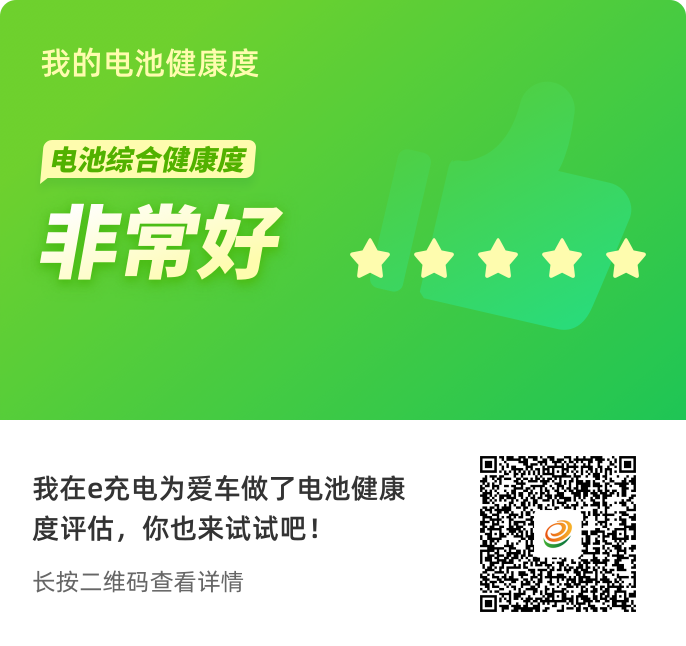 我的电池健康度
电池综合健康度
非常好
我在e充电为爱车做了电池健康
度评估，你也来试试吧！
长按二维码查看详情